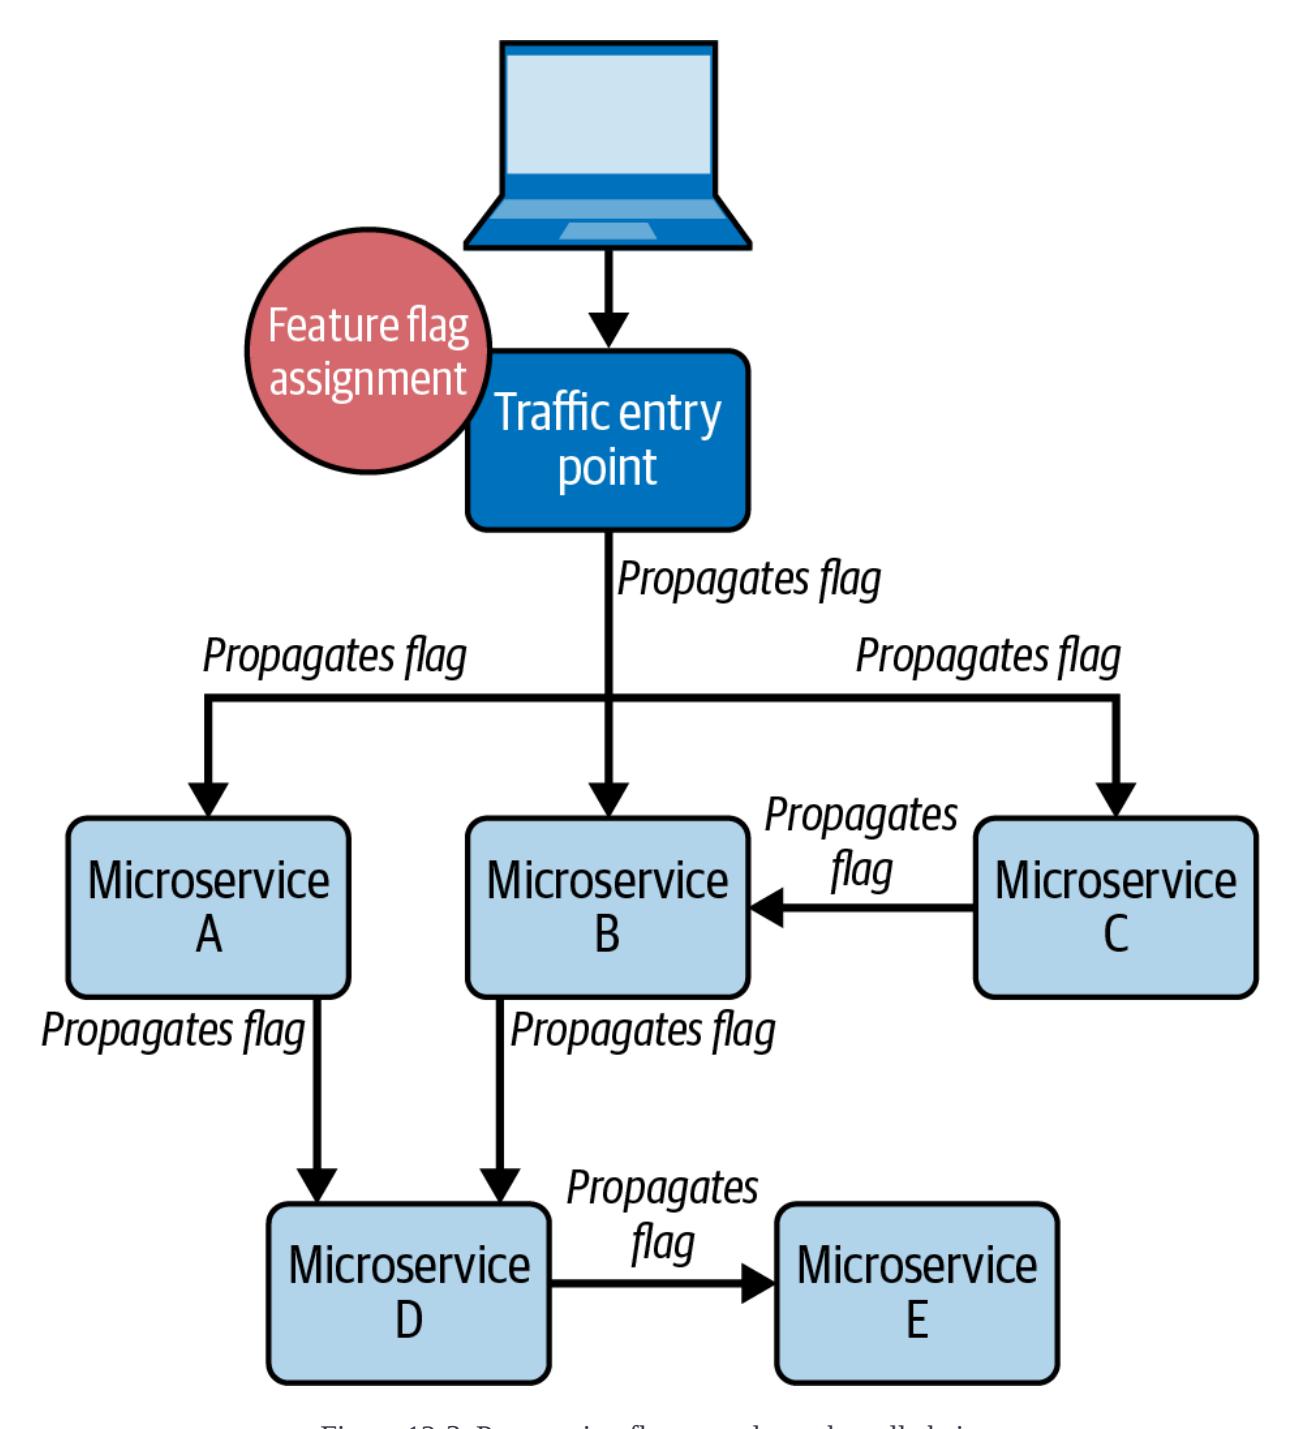 Feature flag
assignment
Traffic entry
point
Propagates flag
Propagates flag
Propagates flag
Propagates
flag
Microservice
A
Microservice
B
Microservice
C
Propagates flag
Propagates flag
Propagates
flag
Microservice
D
Microservice
E